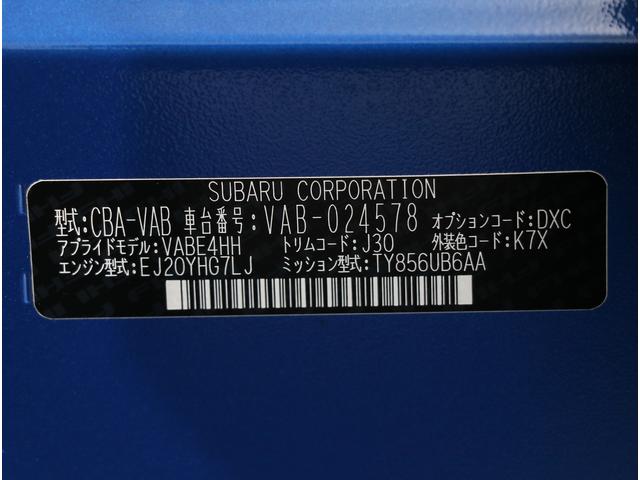 SUBARU CORPORATION
型式:CBA-VAB 車台番号:VAB-024578 オプションコード:DXC
アプライドモデル:VABE4HH トリムコード:J30 外装色コード:K7X
エンジン型式:EJ20YHG7LJ ミッション型式:TY856UB6AA